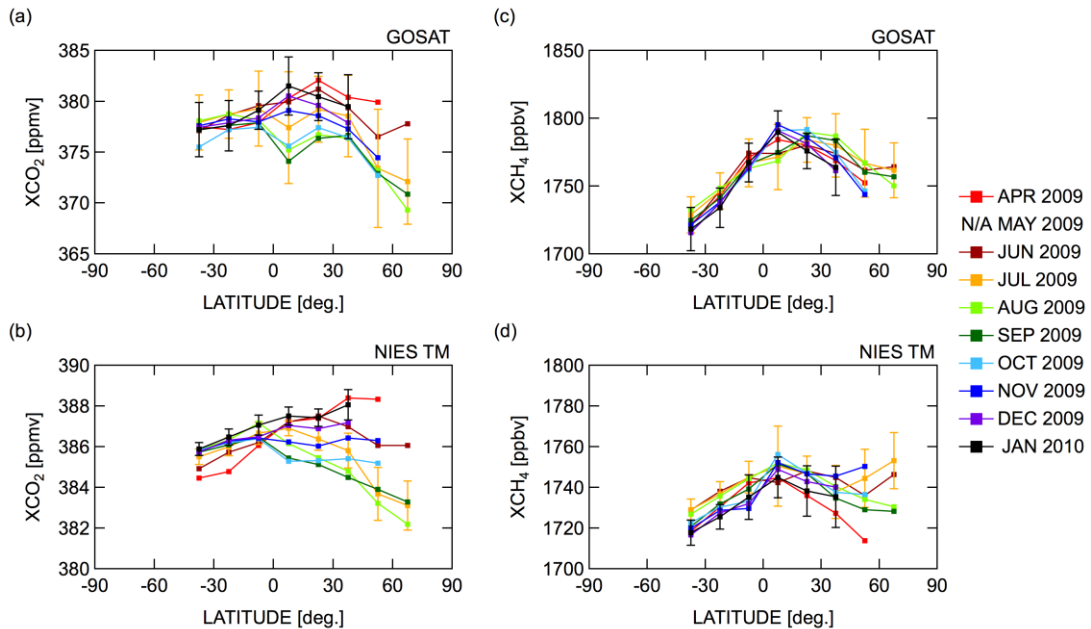 (a)
GOSAT
385
380
375
370
365
XCO2 [ppmv]
-90 -60 -30 0 30 60 90
LATITUDE [deg.]
(c)
GOSAT
1850
1800
1750
1700
XCH4 [ppbv]
-90 -60 -30 0 30 60 90
LATITUDE [deg.]
(b)
NIES TM
390
388
386
384
382
380
XCO2 [ppmv]
-90 -60 -30 0 30 60 90
LATITUDE [deg.]
(d)
NIES TM
1800
1780
1760
1740
1720
1700
XCH4 [ppbv]
-90 -60 -30 0 30 60 90
LATITUDE [deg.]
APR 2009
N/A MAY 2009
JUN 2009
JUL 2009
AUG 2009
SEP 2009
OCT 2009
NOV 2009
DEC 2009
JAN 2010